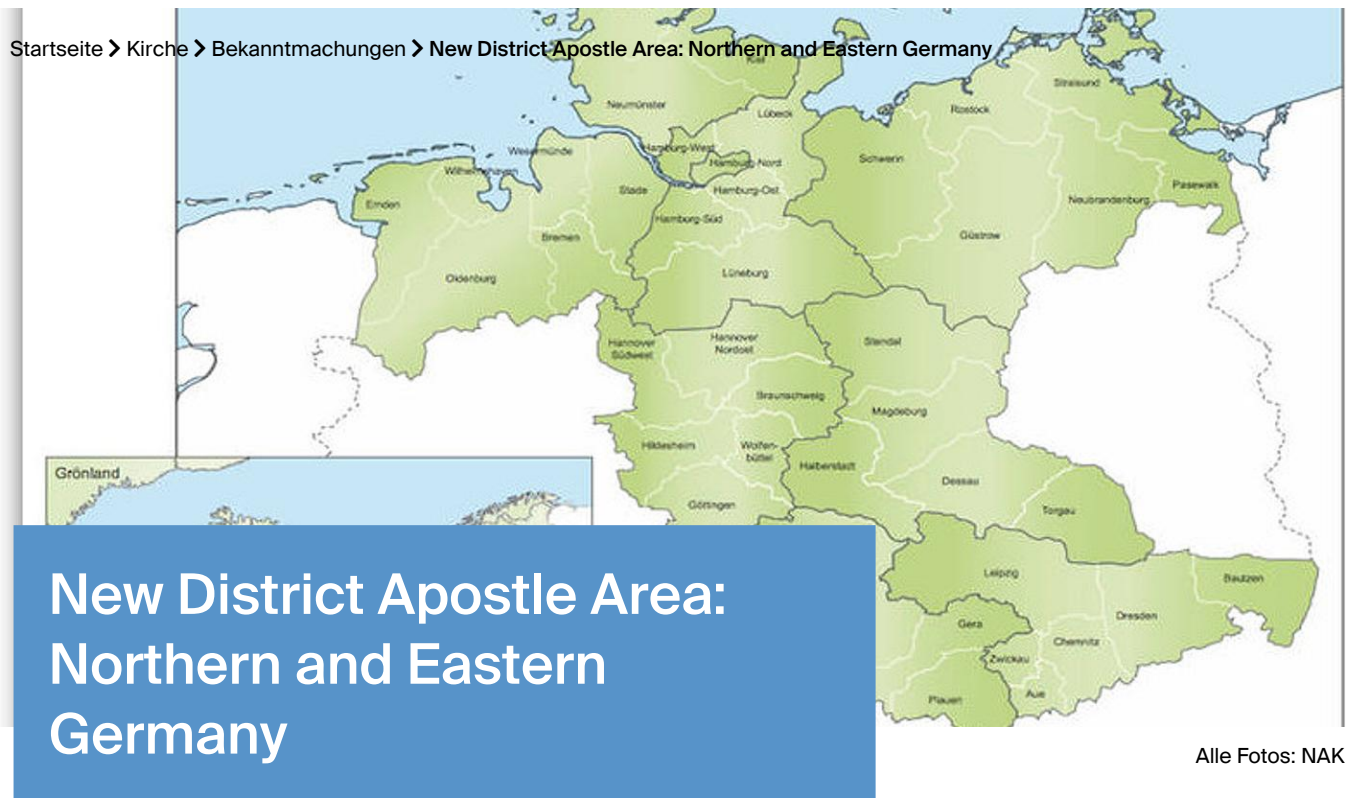 Startseite > Kirche > Bekanntmachungen > New District Apostle Area: Northern and Eastern Germany
Kiel
Stralsund
Neumünster
Lübeck
Rostock
Wesermünde
Hamburg-West
Hamburg-Nord
Schwerin
Wilhelmshaven
Stade
Hamburg-Ost
Pasewalk
Emden
Neubrandenburg
Hamburg-Süd
Bremen
Güstrow
Oldenburg
Lüneburg
Hannover
Südwest
Hannover
Nordost
Stendal
Braunschweig
Magdeburg
Hildesheim
Wolfen-
büttel
Halberstadt
Grönland
Dessau
Göttingen
Torgau
Leipzig
Bautzen
Gera
Dresden
Chemnitz
Zwickau
Plauen
Aue
New District Apostle Area:
Northern and Eastern
Germany
Alle Fotos: NAK